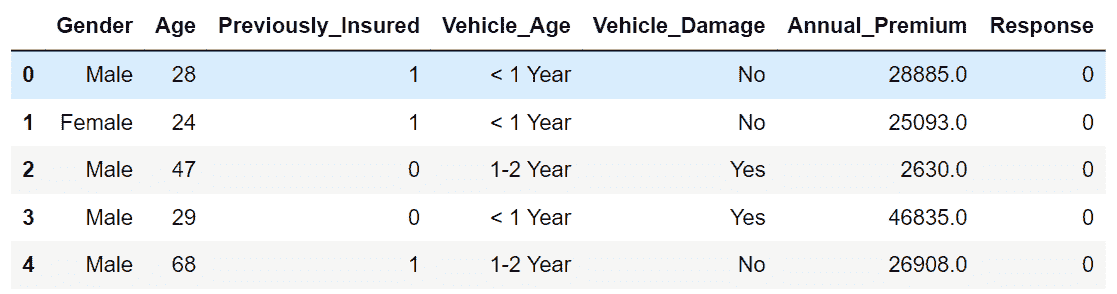 Gender Age Previously_Insured Vehicle_Age Vehicle_Damage Annual_Premium Response
0 Male 28 1 < 1 Year No 28885.0 0
1 Female 24 1 < 1 Year No 25093.0 0
2 Male 47 0 1-2 Year Yes 2630.0 0
3 Male 29 0 < 1 Year Yes 46835.0 0
4 Male 68 1 1-2 Year No 26908.0 0